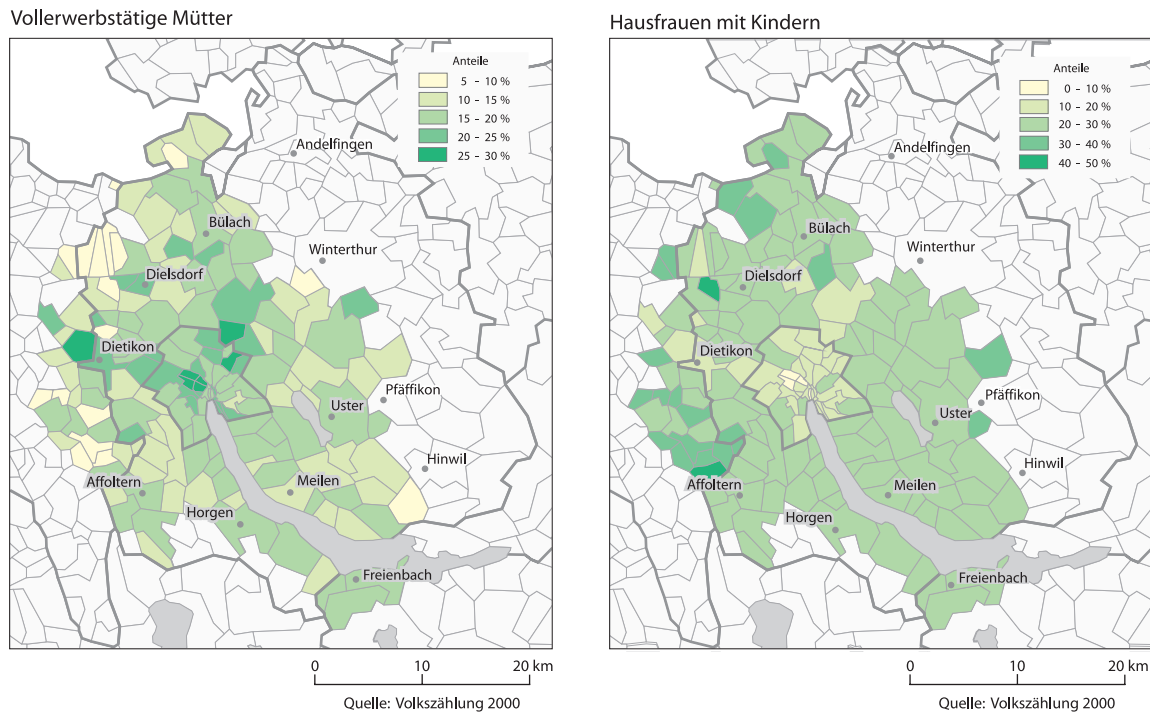 Vollerwerbstätige Mütter
Anteile
5 - 10 %
10 - 15 %
15 - 20 %
20 - 25 %
25 - 30 %
Andelfingen
Bülach
Winterthur
Dielsdorf
Dietikon
Pfäffikon
Uster
Hinwil
Affoltern
Meilen
Horgen
Freienbach
0 10 20 km
Quelle: Volkszählung 2000
Hausfrauen mit Kindern
Anteile
0 - 10 %
10 - 20 %
20 - 30 %
30 - 40 %
40 - 50 %
Andelfingen
Bülach
Winterthur
Dielsdorf
Dietikon
Pfäffikon
Uster
Hinwil
Affoltern
Meilen
Horgen
Freienbach
0 10 20 km
Quelle: Volkszählung 2000